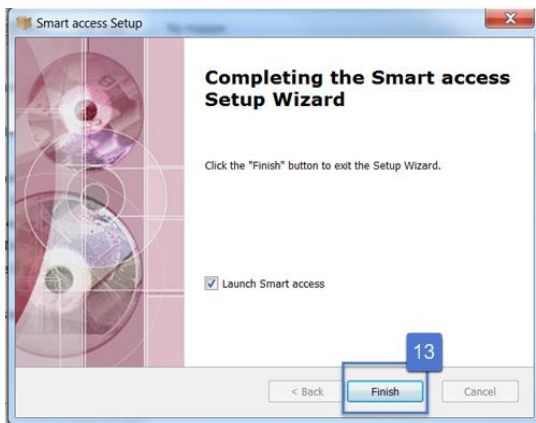 Smart access Setup
Completing the Smart access
Setup Wizard
Click the "Finish" button to exit the Setup Wizard.
Launch Smart access
13
< Back
Finish
Cancel